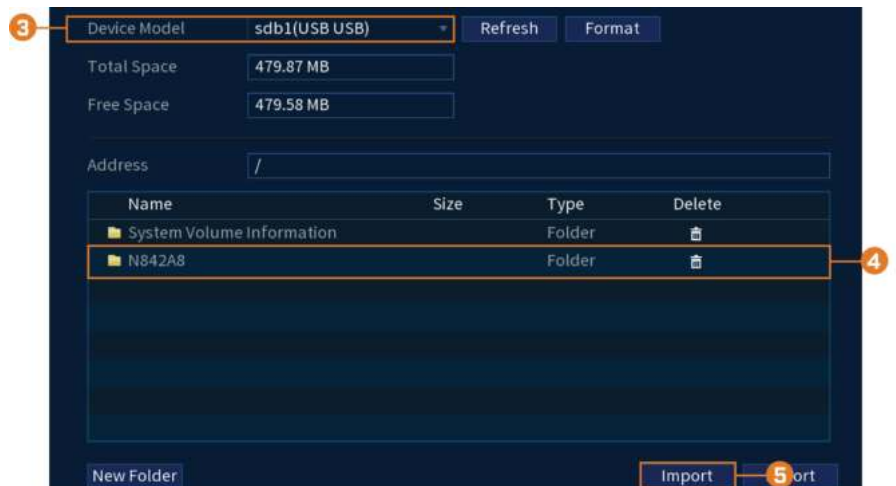 3 Device Model sdb1(USB USB) Refresh Format
Total Space 479.87 MB
Free Space 479.58 MB
Address /
Name Size Type Delete
System Volume Information Folder
N842A8 Folder 4
New Folder Import 5 ort